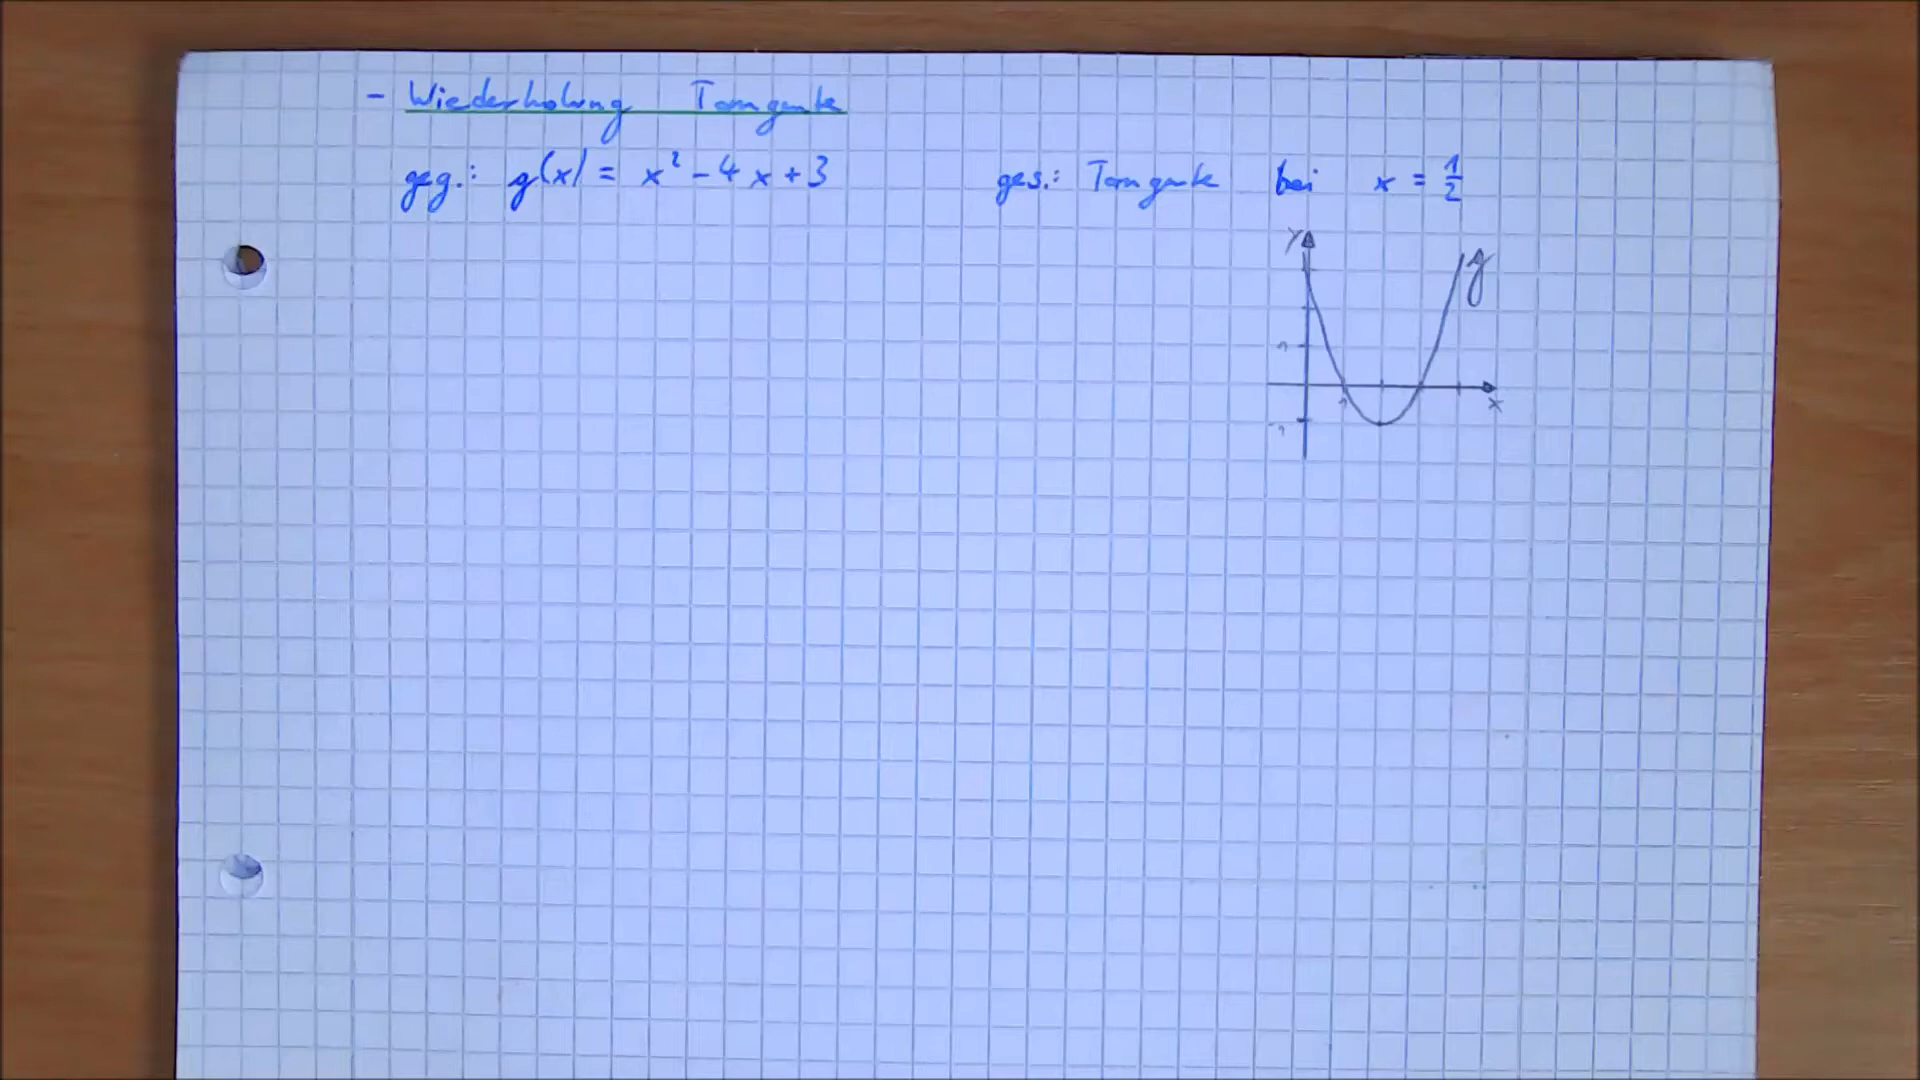 - Wiederholung Tangente
geg.: g(x) = x² - 4x + 3 ges.: Tangente bei x = 1/2
y g
1
1 x
-1